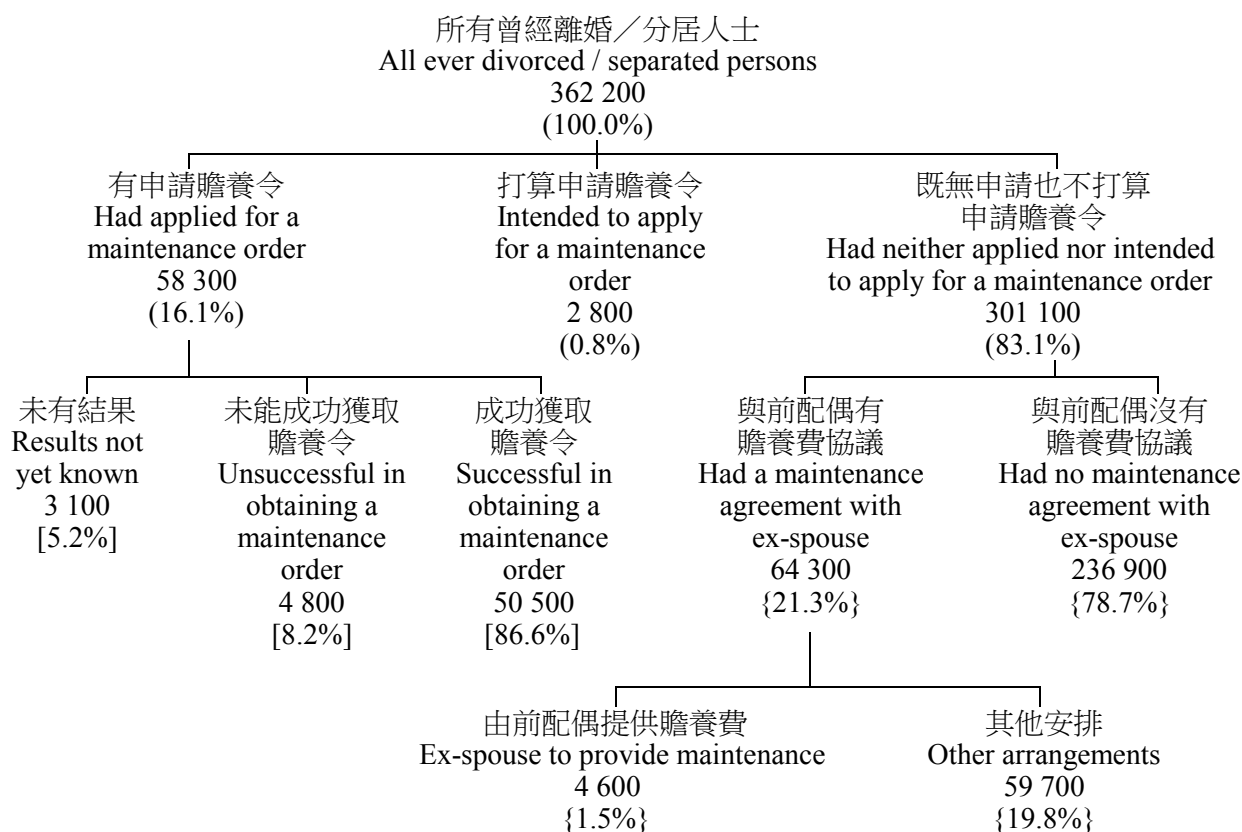 所有曾經離婚／分居人士
All ever divorced / separated persons
362 200
(100.0%)
有申請贍養令
Had applied for a
maintenance order
58 300
(16.1%)
打算申請贍養令
Intended to apply
for a maintenance
order
2 800
(0.8%)
既無申請也不打算
申請贍養令
Had neither applied nor intended
to apply for a maintenance order
301 100
(83.1%)
未有結果
Results not
yet known
3 100
[5.2%]
未能成功獲取
贍養令
Unsuccessful in
obtaining a
maintenance
order
4 800
[8.2%]
成功獲取
贍養令
Successful in
obtaining a
maintenance
order
50 500
[86.6%]
與前配偶有
贍養費協議
Had a maintenance
agreement with
ex-spouse
64 300
{21.3%}
與前配偶沒有
贍養費協議
Had no maintenance
agreement with
ex-spouse
236 900
{78.7%}
由前配偶提供贍養費
Ex-spouse to provide maintenance
4 600
{1.5%}
其他安排
Other arrangements
59 700
{19.8%}